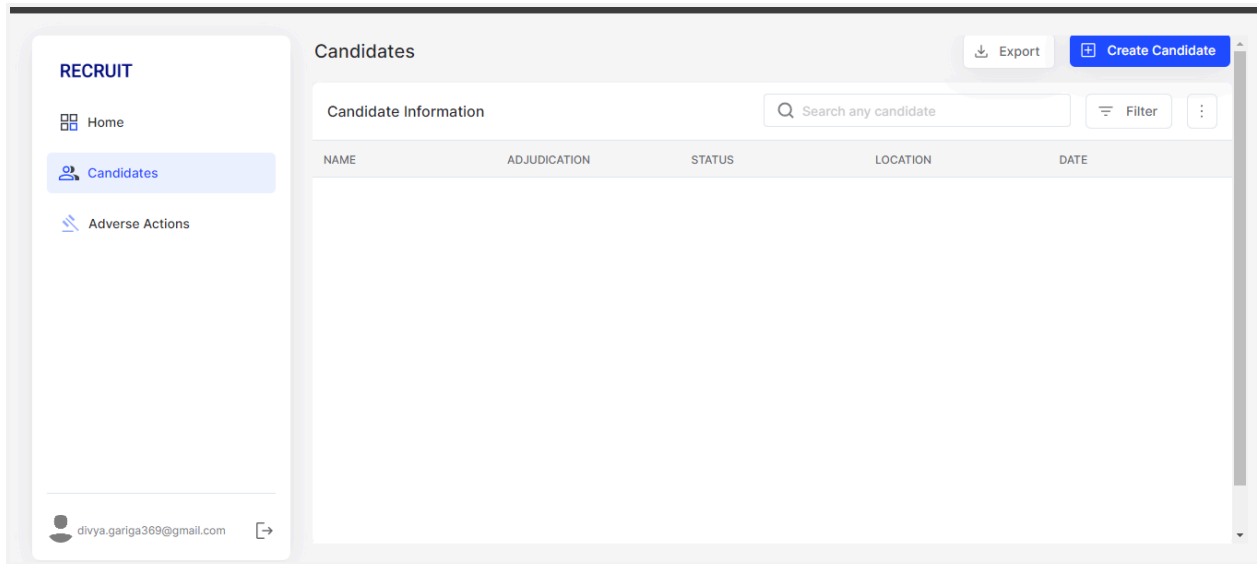 RECRUIT
Home
Candidates
Adverse Actions
divya.gariga369@gmail.com
Candidates
Export
Create Candidate
Candidate Information
Search any candidate
Filter
NAME ADJUDICATION STATUS LOCATION DATE